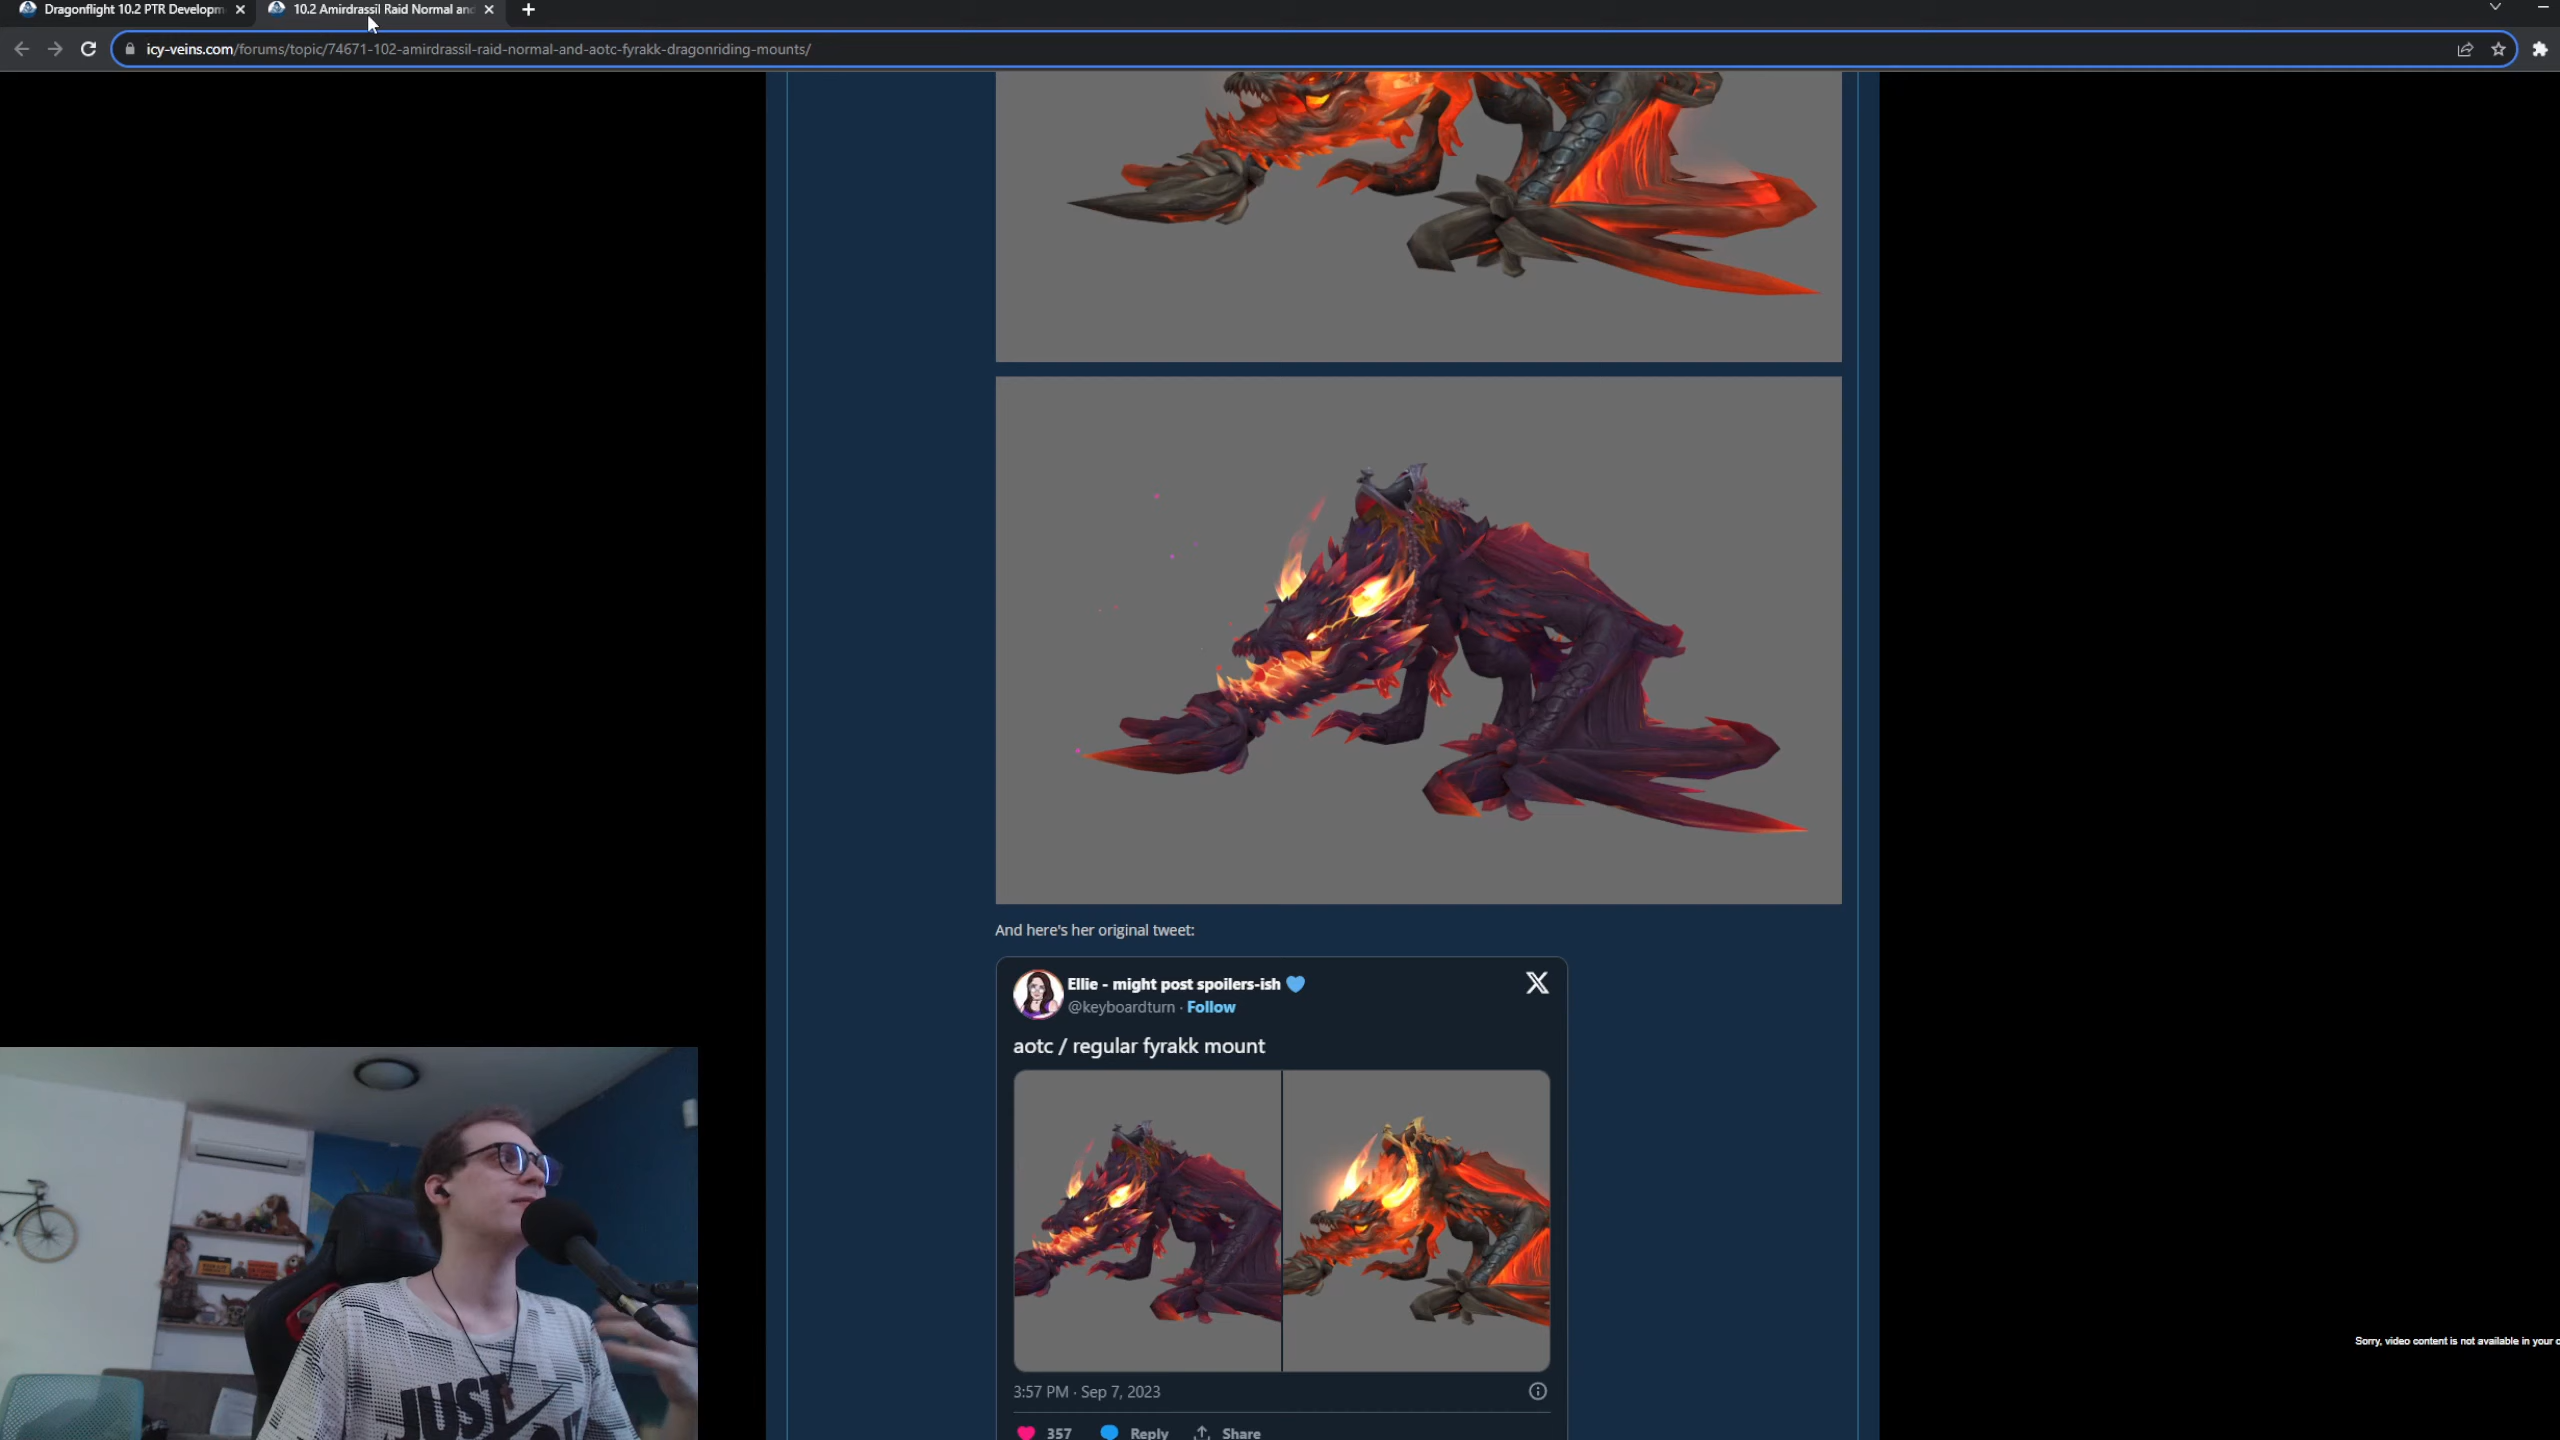 Dragonflight 10.2 PTR Developm
10.2 Amirdrassil Raid Normal and
icy-veins.com/forums/topic/74671-102-amirdrassil-raid-normal-and-aotc-fyrakk-dragonriding-mounts/
And here's her original tweet:
Ellie - might post spoilers-ish
@keyboardturn · Follow
aotc / regular fyrakk mount
3:57 PM · Sep 7, 2023
357 Reply Share
Sorry, video content is not available in your c
JUST